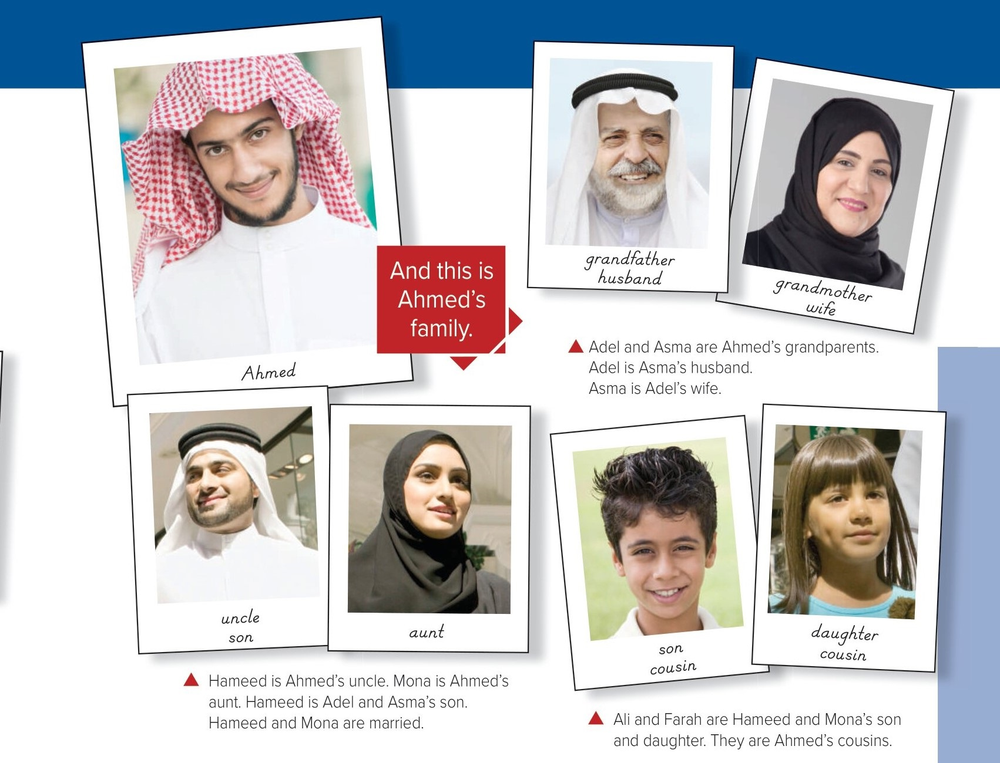 Ahmed
And this is
Ahmed's
family.
grandfather
husband
grandmother
wife
▲ Adel and Asma are Ahmed's grandparents.
Adel is Asma's husband.
Asma is Adel's wife.
uncle
son
aunt
▲ Hameed is Ahmed's uncle. Mona is Ahmed's
aunt. Hameed is Adel and Asma's son.
Hameed and Mona are married.
son
cousin
daughter
cousin
▲ Ali and Farah are Hameed and Mona's son
and daughter. They are Ahmed's cousins.